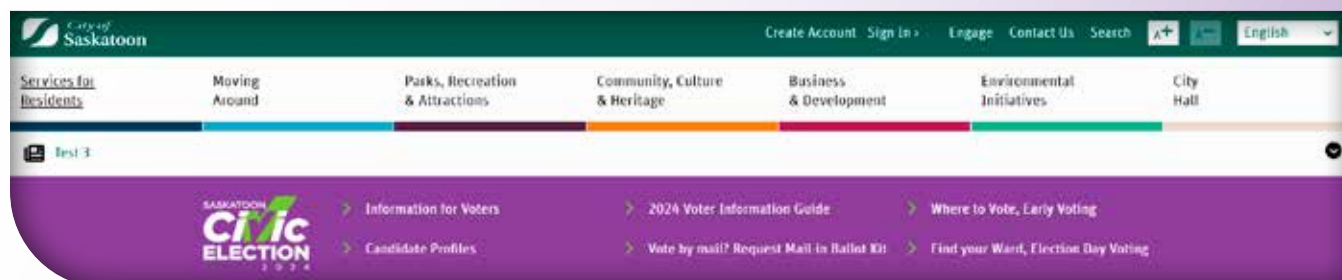 City of
Saskatoon
Create Account Sign In › Engage Contact Us Search A+ A− English
Services for Residents
Moving Around
Parks, Recreation & Attractions
Community, Culture & Heritage
Business & Development
Environmental Initiatives
City Hall
Test 3
SASKATOON
CIVIC
ELECTION
2024
Information for Voters
2024 Voter Information Guide
Where to Vote, Early Voting
Candidate Profiles
Vote by mail? Request Mail-in Ballot Kit
Find your Ward, Election Day Voting